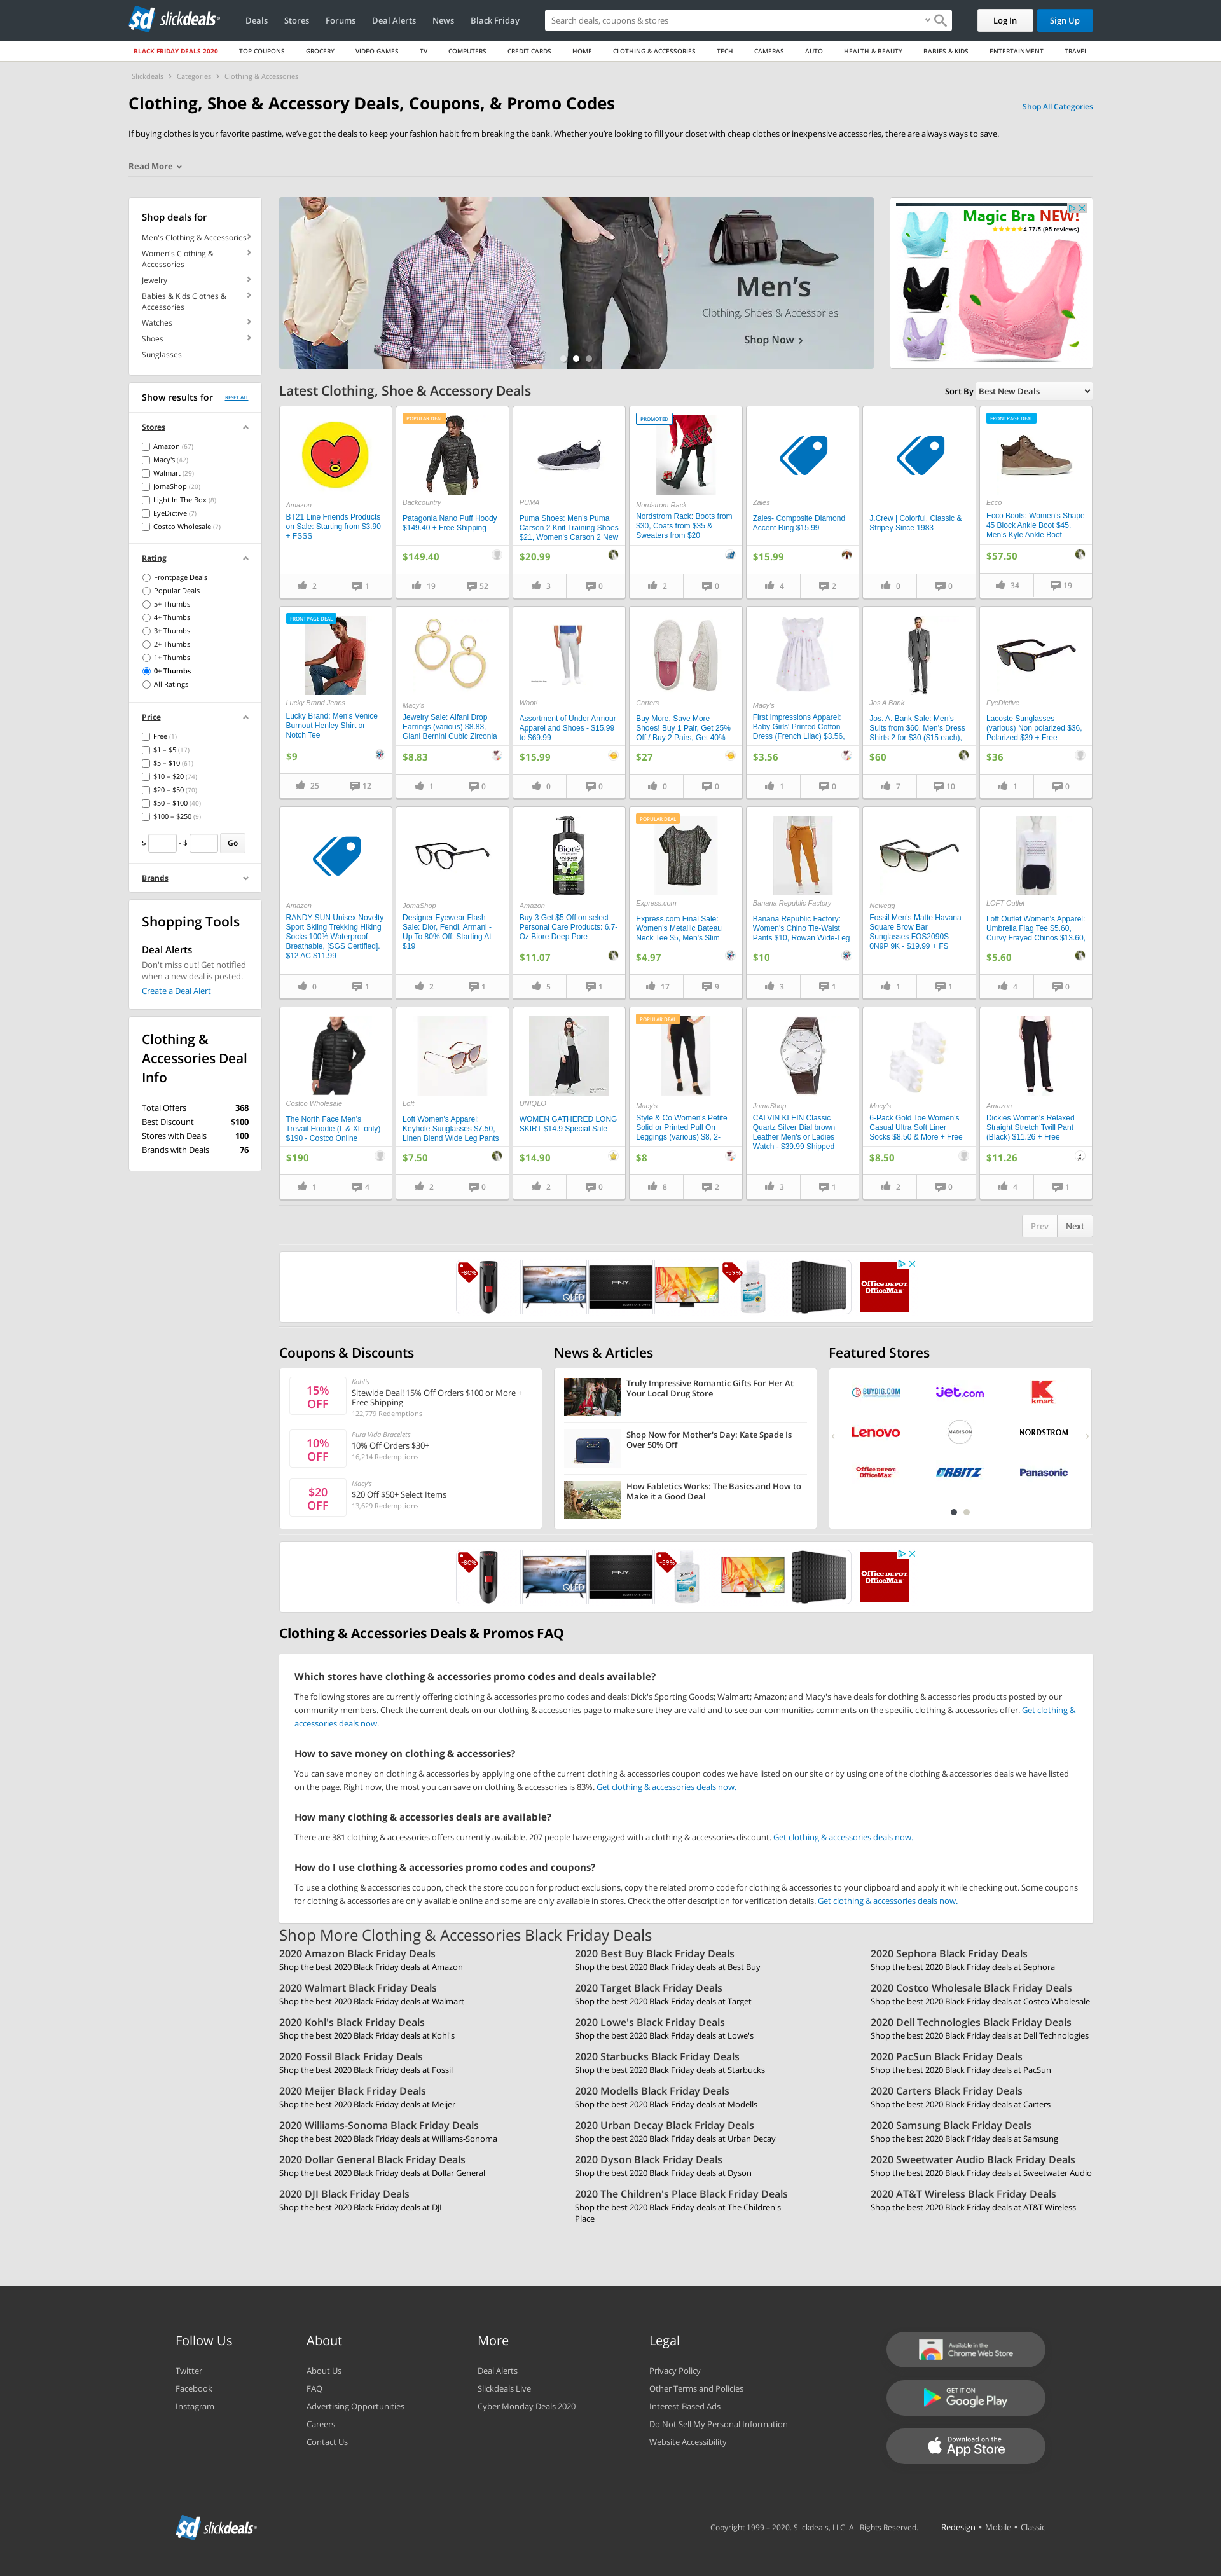 sd slickdeals
Deals Stores Forums Deal Alerts News Black Friday
Search deals, coupons & stores
Log In
Sign Up
BLACK FRIDAY DEALS 2020 TOP COUPONS GROCERY VIDEO GAMES TV COMPUTERS CREDIT CARDS HOME CLOTHING & ACCESSORIES TECH CAMERAS AUTO HEALTH & BEAUTY BABIES & KIDS ENTERTAINMENT TRAVEL
Slickdeals > Categories > Clothing & Accessories
Clothing, Shoe & Accessory Deals, Coupons, & Promo Codes
Shop All Categories
If buying clothes is your favorite pastime, we've got the deals to keep your fashion habit from breaking the bank. Whether you're looking to fill your closet with cheap clothes or inexpensive accessories, there are always ways to save.
Read More
Shop deals for
Men's Clothing & Accessories
Women's Clothing &
Accessories
Jewelry
Babies & Kids Clothes &
Accessories
Watches
Shoes
Sunglasses
Men's
Clothing, Shoes & Accessories
Shop Now
Magic Bra NEW!
4.77/5 (95 reviews)
Show results for
RESET ALL
Stores
Amazon (67)
Macy's (42)
Walmart (29)
JomaShop (20)
Light In The Box (8)
EyeDictive (7)
Costco Wholesale (7)
Rating
Frontpage Deals
Popular Deals
5+ Thumbs
4+ Thumbs
3+ Thumbs
2+ Thumbs
1+ Thumbs
0+ Thumbs
All Ratings
Price
Free (1)
$1 – $5 (17)
$5 – $10 (61)
$10 – $20 (74)
$20 – $50 (70)
$50 – $100 (40)
$100 – $250 (9)
$ - $ Go
Brands
Shopping Tools
Deal Alerts
Don't miss out! Get notified
when a new deal is posted.
Create a Deal Alert
Clothing &
Accessories Deal
Info
Total Offers 368
Best Discount $100
Stores with Deals 100
Brands with Deals 76
Latest Clothing, Shoe & Accessory Deals
Sort By Best New Deals
Amazon
BT21 Line Friends Products
on Sale: Starting from $3.90
+ FSSS
2 1
POPULAR DEAL
Backcountry
Patagonia Nano Puff Hoody
$149.40 + Free Shipping
$149.40
19 52
PUMA
Puma Shoes: Men's Puma
Carson 2 Knit Training Shoes
$21, Women's Carson 2 New
$20.99
3 0
PROMOTED
Nordstrom Rack
Nordstrom Rack: Boots from
$30, Coats from $35 &
Sweaters from $20
2 0
Zales
Zales- Composite Diamond
Accent Ring $15.99
$15.99
4 2
J.Crew | Colorful, Classic &
Stripey Since 1983
0 0
FRONTPAGE DEAL
Ecco
Ecco Boots: Women's Shape
45 Block Ankle Boot $45,
Men's Kyle Ankle Boot
$57.50
34 19
FRONTPAGE DEAL
Lucky Brand Jeans
Lucky Brand: Men's Venice
Burnout Henley Shirt or
Notch Tee
$9
25 12
Macy's
Jewelry Sale: Alfani Drop
Earrings (various) $8.83,
Giani Bernini Cubic Zirconia
$8.83
1 0
Woot!
Assortment of Under Armour
Apparel and Shoes - $15.99
to $69.99
$15.99
0 0
Carters
Buy More, Save More
Shoes! Buy 1 Pair, Get 25%
Off / Buy 2 Pairs, Get 40%
$27
0 0
Macy's
First Impressions Apparel:
Baby Girls' Printed Cotton
Dress (French Lilac) $3.56,
$3.56
1 0
Jos A Bank
Jos. A. Bank Sale: Men's
Suits from $60, Men's Dress
Shirts 2 for $30 ($15 each),
$60
7 10
EyeDictive
Lacoste Sunglasses
(various) Non polarized $36,
Polarized $39 + Free
$36
1 0
Amazon
RANDY SUN Unisex Novelty
Sport Skiing Trekking Hiking
Socks 100% Waterproof
Breathable, [SGS Certified].
$12 AC $11.99
0 1
JomaShop
Designer Eyewear Flash
Sale: Dior, Fendi, Armani -
Up To 80% Off: Starting At
$19
2 1
Bioré
Amazon
Buy 3 Get $5 Off on select
Personal Care Products: 6.7-
Oz Biore Deep Pore
$11.07
5 1
POPULAR DEAL
Express.com
Express.com Final Sale:
Women's Metallic Bateau
Neck Tee $5, Men's Slim
$4.97
17 9
Banana Republic Factory
Banana Republic Factory:
Women's Chino Tie-Waist
Pants $10, Rowan Wide-Leg
$10
3 1
Newegg
Fossil Men's Matte Havana
Square Brow Bar
Sunglasses FOS2090S
0N9P 9K - $19.99 + FS
1 1
LOFT Outlet
Loft Outlet Women's Apparel:
Umbrella Flag Tee $5.60,
Curvy Frayed Chinos $13.60,
$5.60
4 0
Costco Wholesale
The North Face Men's
Trevail Hoodie (L & XL only)
$190 - Costco Online
$190
1 4
Loft
Loft Women's Apparel:
Keyhole Sunglasses $7.50,
Linen Blend Wide Leg Pants
$7.50
2 0
UNIQLO
WOMEN GATHERED LONG
SKIRT $14.9 Special Sale
$14.90
2 0
POPULAR DEAL
Macy's
Style & Co Women's Petite
Solid or Printed Pull On
Leggings (various) $8, 2-
$8
8 2
JomaShop
CALVIN KLEIN Classic
Quartz Silver Dial brown
Leather Men's or Ladies
Watch - $39.99 Shipped
3 1
Macy's
6-Pack Gold Toe Women's
Casual Ultra Soft Liner
Socks $8.50 & More + Free
$8.50
2 0
Amazon
Dickies Women's Relaxed
Straight Stretch Twill Pant
(Black) $11.26 + Free
$11.26
4 1
Prev Next
-80% QLED PNY -59% Office DEPOT OfficeMax
Coupons & Discounts
15%
OFF
Kohl's
Sitewide Deal! 15% Off Orders $100 or More +
Free Shipping
122,779 Redemptions
10%
OFF
Pura Vida Bracelets
10% Off Orders $30+
16,214 Redemptions
$20
OFF
Macy's
$20 Off $50+ Select Items
13,629 Redemptions
News & Articles
Truly Impressive Romantic Gifts For Her At
Your Local Drug Store
Shop Now for Mother's Day: Kate Spade Is
Over 50% Off
How Fabletics Works: The Basics and How to
Make it a Good Deal
Featured Stores
BUYDIG.COM jet.com Kmart
Lenovo MADISON NORDSTROM
Office DEPOT OfficeMax ORBITZ Panasonic
-80% QLED PNY -59% Office DEPOT OfficeMax
Clothing & Accessories Deals & Promos FAQ
Which stores have clothing & accessories promo codes and deals available?
The following stores are currently offering clothing & accessories promo codes and deals: Dick's Sporting Goods; Walmart; Amazon; and Macy's have deals for clothing & accessories products posted by our
community members. Check the current deals on our clothing & accessories page to make sure they are valid and to see our communities comments on the specific clothing & accessories offer. Get clothing &
accessories deals now.
How to save money on clothing & accessories?
You can save money on clothing & accessories by applying one of the current clothing & accessories coupon codes we have listed on our site or by using one of the clothing & accessories deals we have listed
on the page. Right now, the most you can save on clothing & accessories is 83%. Get clothing & accessories deals now.
How many clothing & accessories deals are available?
There are 381 clothing & accessories offers currently available. 207 people have engaged with a clothing & accessories discount. Get clothing & accessories deals now.
How do I use clothing & accessories promo codes and coupons?
To use a clothing & accessories coupon, check the store coupon for product exclusions, copy the related promo code for clothing & accessories to your clipboard and apply it while checking out. Some coupons
for clothing & accessories are only available online and some are only available in stores. Check the offer description for verification details. Get clothing & accessories deals now.
Shop More Clothing & Accessories Black Friday Deals
2020 Amazon Black Friday Deals
Shop the best 2020 Black Friday deals at Amazon
2020 Best Buy Black Friday Deals
Shop the best 2020 Black Friday deals at Best Buy
2020 Sephora Black Friday Deals
Shop the best 2020 Black Friday deals at Sephora
2020 Walmart Black Friday Deals
Shop the best 2020 Black Friday deals at Walmart
2020 Target Black Friday Deals
Shop the best 2020 Black Friday deals at Target
2020 Costco Wholesale Black Friday Deals
Shop the best 2020 Black Friday deals at Costco Wholesale
2020 Kohl's Black Friday Deals
Shop the best 2020 Black Friday deals at Kohl's
2020 Lowe's Black Friday Deals
Shop the best 2020 Black Friday deals at Lowe's
2020 Dell Technologies Black Friday Deals
Shop the best 2020 Black Friday deals at Dell Technologies
2020 Fossil Black Friday Deals
Shop the best 2020 Black Friday deals at Fossil
2020 Starbucks Black Friday Deals
Shop the best 2020 Black Friday deals at Starbucks
2020 PacSun Black Friday Deals
Shop the best 2020 Black Friday deals at PacSun
2020 Meijer Black Friday Deals
Shop the best 2020 Black Friday deals at Meijer
2020 Modells Black Friday Deals
Shop the best 2020 Black Friday deals at Modells
2020 Carters Black Friday Deals
Shop the best 2020 Black Friday deals at Carters
2020 Williams-Sonoma Black Friday Deals
Shop the best 2020 Black Friday deals at Williams-Sonoma
2020 Urban Decay Black Friday Deals
Shop the best 2020 Black Friday deals at Urban Decay
2020 Samsung Black Friday Deals
Shop the best 2020 Black Friday deals at Samsung
2020 Dollar General Black Friday Deals
Shop the best 2020 Black Friday deals at Dollar General
2020 Dyson Black Friday Deals
Shop the best 2020 Black Friday deals at Dyson
2020 Sweetwater Audio Black Friday Deals
Shop the best 2020 Black Friday deals at Sweetwater Audio
2020 DJI Black Friday Deals
Shop the best 2020 Black Friday deals at DJI
2020 The Children's Place Black Friday Deals
Shop the best 2020 Black Friday deals at The Children's
Place
2020 AT&T Wireless Black Friday Deals
Shop the best 2020 Black Friday deals at AT&T Wireless
Follow Us
Twitter
Facebook
Instagram
About
About Us
FAQ
Advertising Opportunities
Careers
Contact Us
More
Deal Alerts
Slickdeals Live
Cyber Monday Deals 2020
Legal
Privacy Policy
Other Terms and Policies
Interest-Based Ads
Do Not Sell My Personal Information
Website Accessibility
Available in the
Chrome Web Store
GET IT ON
Google Play
Download on the
App Store
sd slickdeals
Copyright 1999 – 2020. Slickdeals, LLC. All Rights Reserved.
Redesign • Mobile • Classic